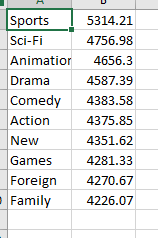 Sports 5314.21
Sci-Fi 4756.98
Animation 4656.3
Drama 4587.39
Comedy 4383.58
Action 4375.85
New 4351.62
Games 4281.33
Foreign 4270.67
Family 4226.07